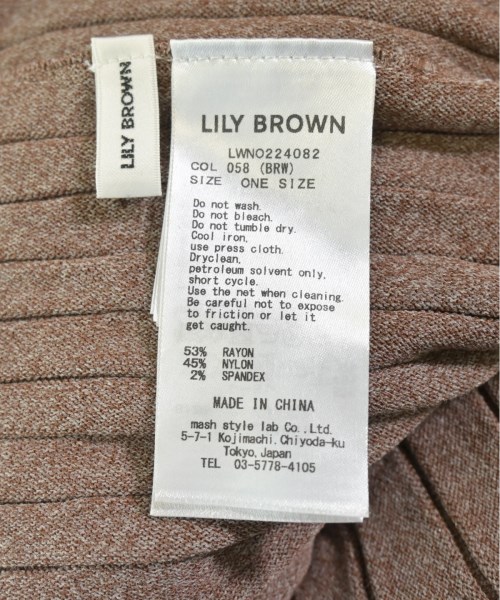 LILY BROWN
LILY BROWN
LWNO224082
COL 058 (BRW)
SIZE ONE SIZE
Do not wash.
Do not bleach.
Do not tumble dry.
Cool iron.
use press cloth.
Dryclean.
petroleum solvent only.
short cycle.
Use the net when cleaning.
Be careful not to expose
to friction or let it
get caught.
53% RAYON
45% NYLON
2% SPANDEX
MADE IN CHINA
mash style lab Co.,Ltd.
5-7-1 Kojimachi,Chiyoda-ku
Tokyo,Japan
TEL 03-5778-4105